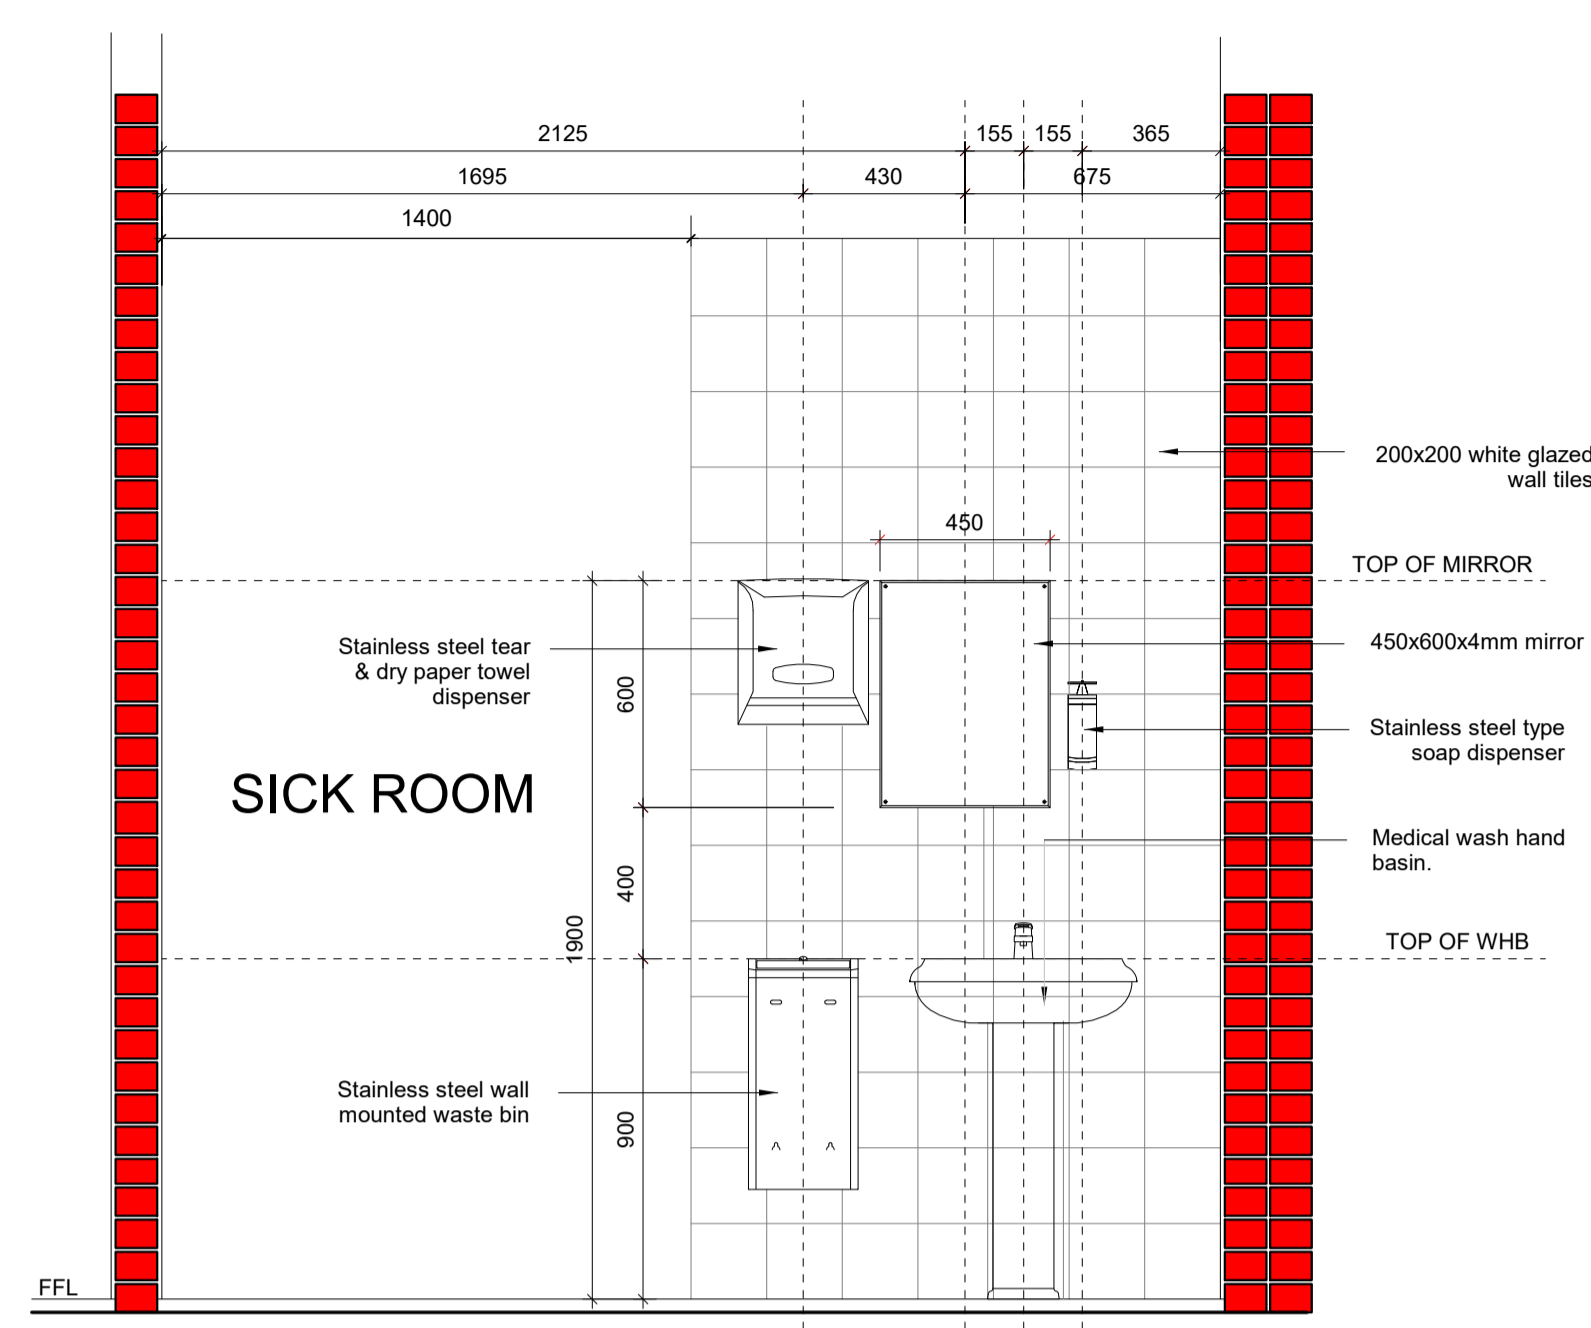 2125
155
155
365
1695
430
675
1400
200x200 white glazed
wall tiles
450
TOP OF MIRROR
450x600x4mm mirror
Stainless steel tear
& dry paper towel
dispenser
600
Stainless steel type
soap dispenser
SICK ROOM
Medical wash hand
basin.
400
1900
TOP OF WHB
Stainless steel wall
mounted waste bin
900
FFL